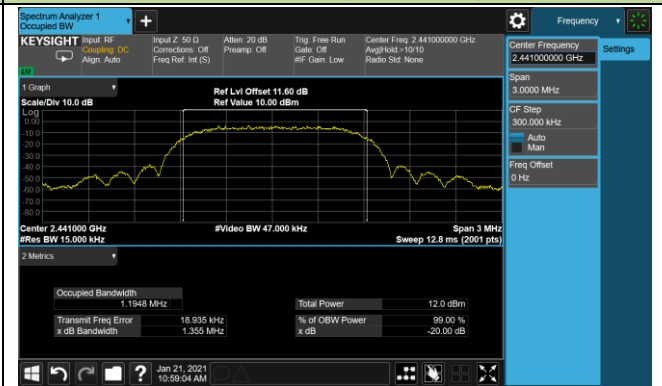 Spectrum Analyzer 1
Occupied BW
+
Frequency
KEYSIGHT
Input: RF
Coupling: DC
Align: Auto
Input Z: 50 Ω
Corrections: Off
Freq Ref: Int (S)
Atten: 20 dB
Preamp: Off
Trig: Free Run
Gate: Off
#IF Gain: Low
Center Freq: 2.441000000 GHz
Avg|Hold:>10/10
Radio Std: None
LXI
Center Frequency
2.441000000 GHz
Settings
Span
3.0000 MHz
CF Step
300.000 kHz
Auto
Man
Freq Offset
0 Hz
1 Graph
Scale/Div 10.0 dB
Ref Lvl Offset 11.60 dB
Ref Value 10.00 dBm
Log
0.00
-10.0
-20.0
-30.0
-40.0
-50.0
-60.0
-70.0
-80.0
Center 2.441000 GHz
#Res BW 15.000 kHz
#Video BW 47.000 kHz
Span 3 MHz
Sweep 12.8 ms (2001 pts)
2 Metrics
Occupied Bandwidth
1.1948 MHz
Total Power 12.0 dBm
Transmit Freq Error 18.935 kHz
% of OBW Power 99.00 %
x dB Bandwidth 1.355 MHz
x dB -20.00 dB
?
Jan 21, 2021
10:59:04 AM